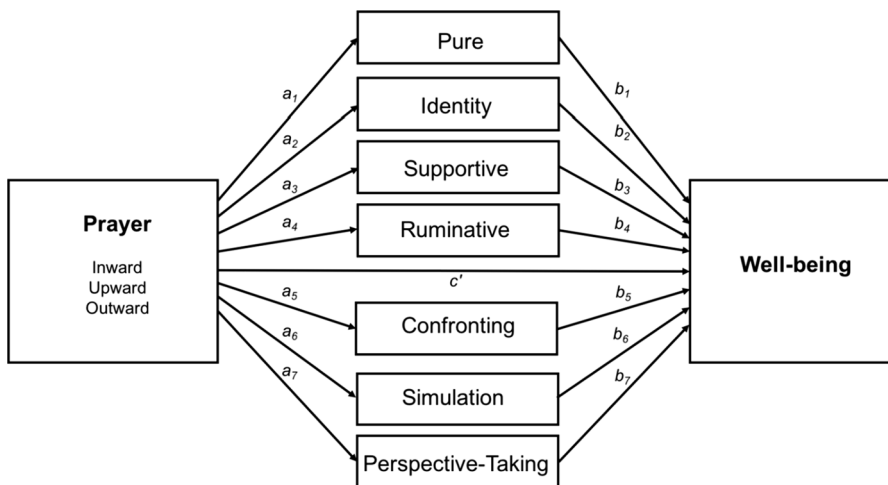 Pure
a1
b1
Identity
a2
b2
Supportive
a3
b3
Ruminative
a4
b4
Prayer
Inward
Upward
Outward
c'
Well-being
Confronting
a5
b5
Simulation
a6
b6
Perspective-Taking
a7
b7